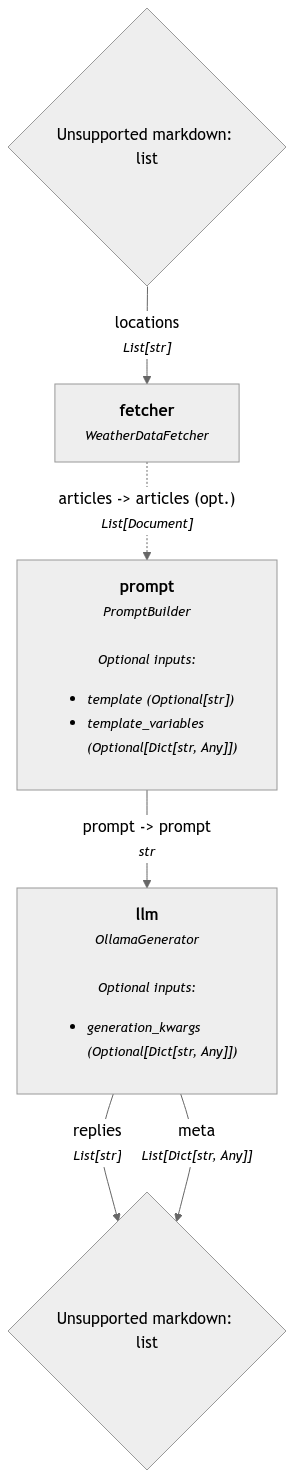 Unsupported markdown:
list
locations
List[str]
fetcher
WeatherDataFetcher
articles -> articles (opt.)
List[Document]
prompt
PromptBuilder
Optional inputs:
• template (Optional[str])
• template_variables
(Optional[Dict[str, Any]])
prompt -> prompt
str
llm
OllamaGenerator
Optional inputs:
• generation_kwargs
(Optional[Dict[str, Any]])
replies
List[str]
meta
List[Dict[str, Any]]
Unsupported markdown:
list